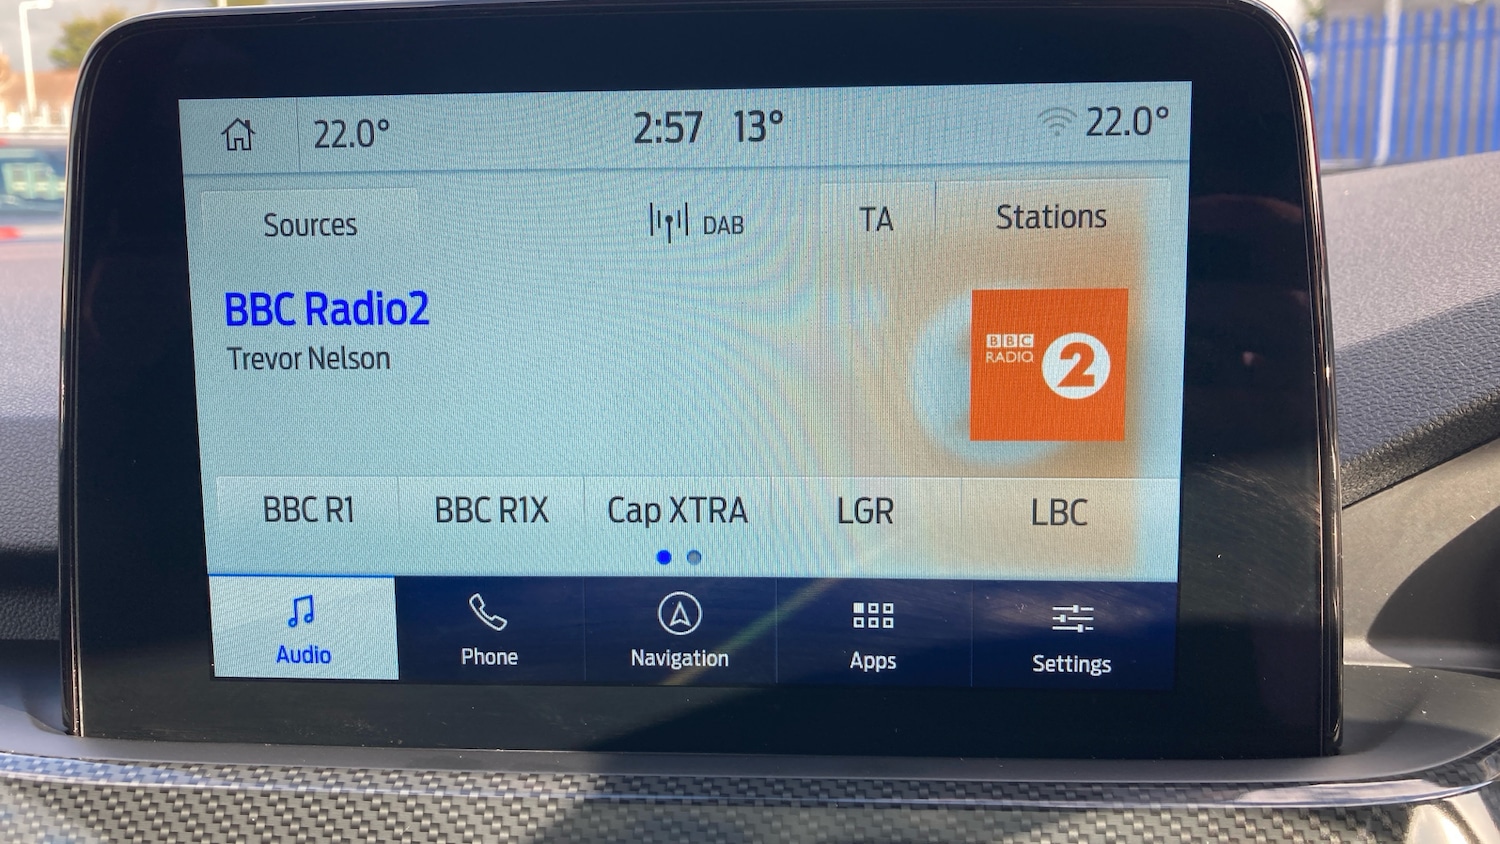 22.0° 2:57 13° 22.0°
Sources DAB TA Stations
BBC Radio2
Trevor Nelson
BBC
RADIO 2
BBC R1 BBC R1X Cap XTRA LGR LBC
Audio Phone Navigation Apps Settings